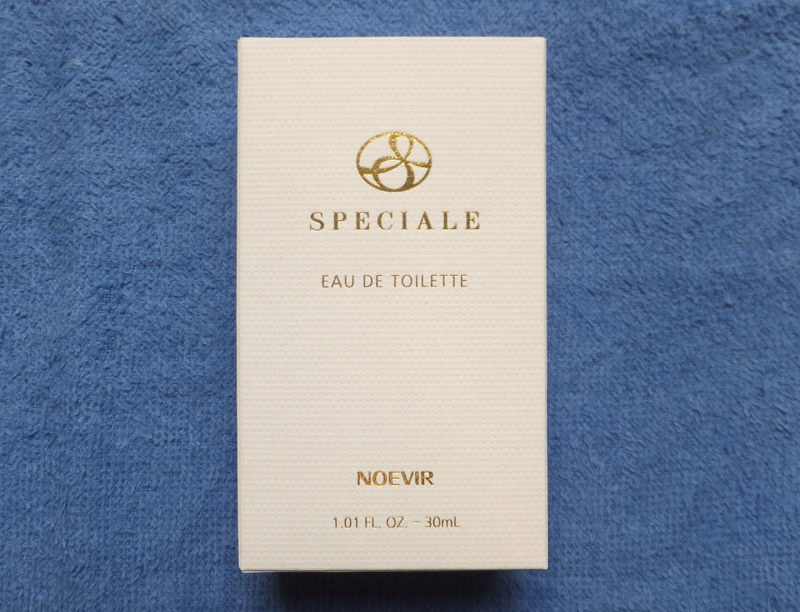 SPECIALE
EAU DE TOILETTE
NOEVIR
1.01 FL. OZ. - 30mL